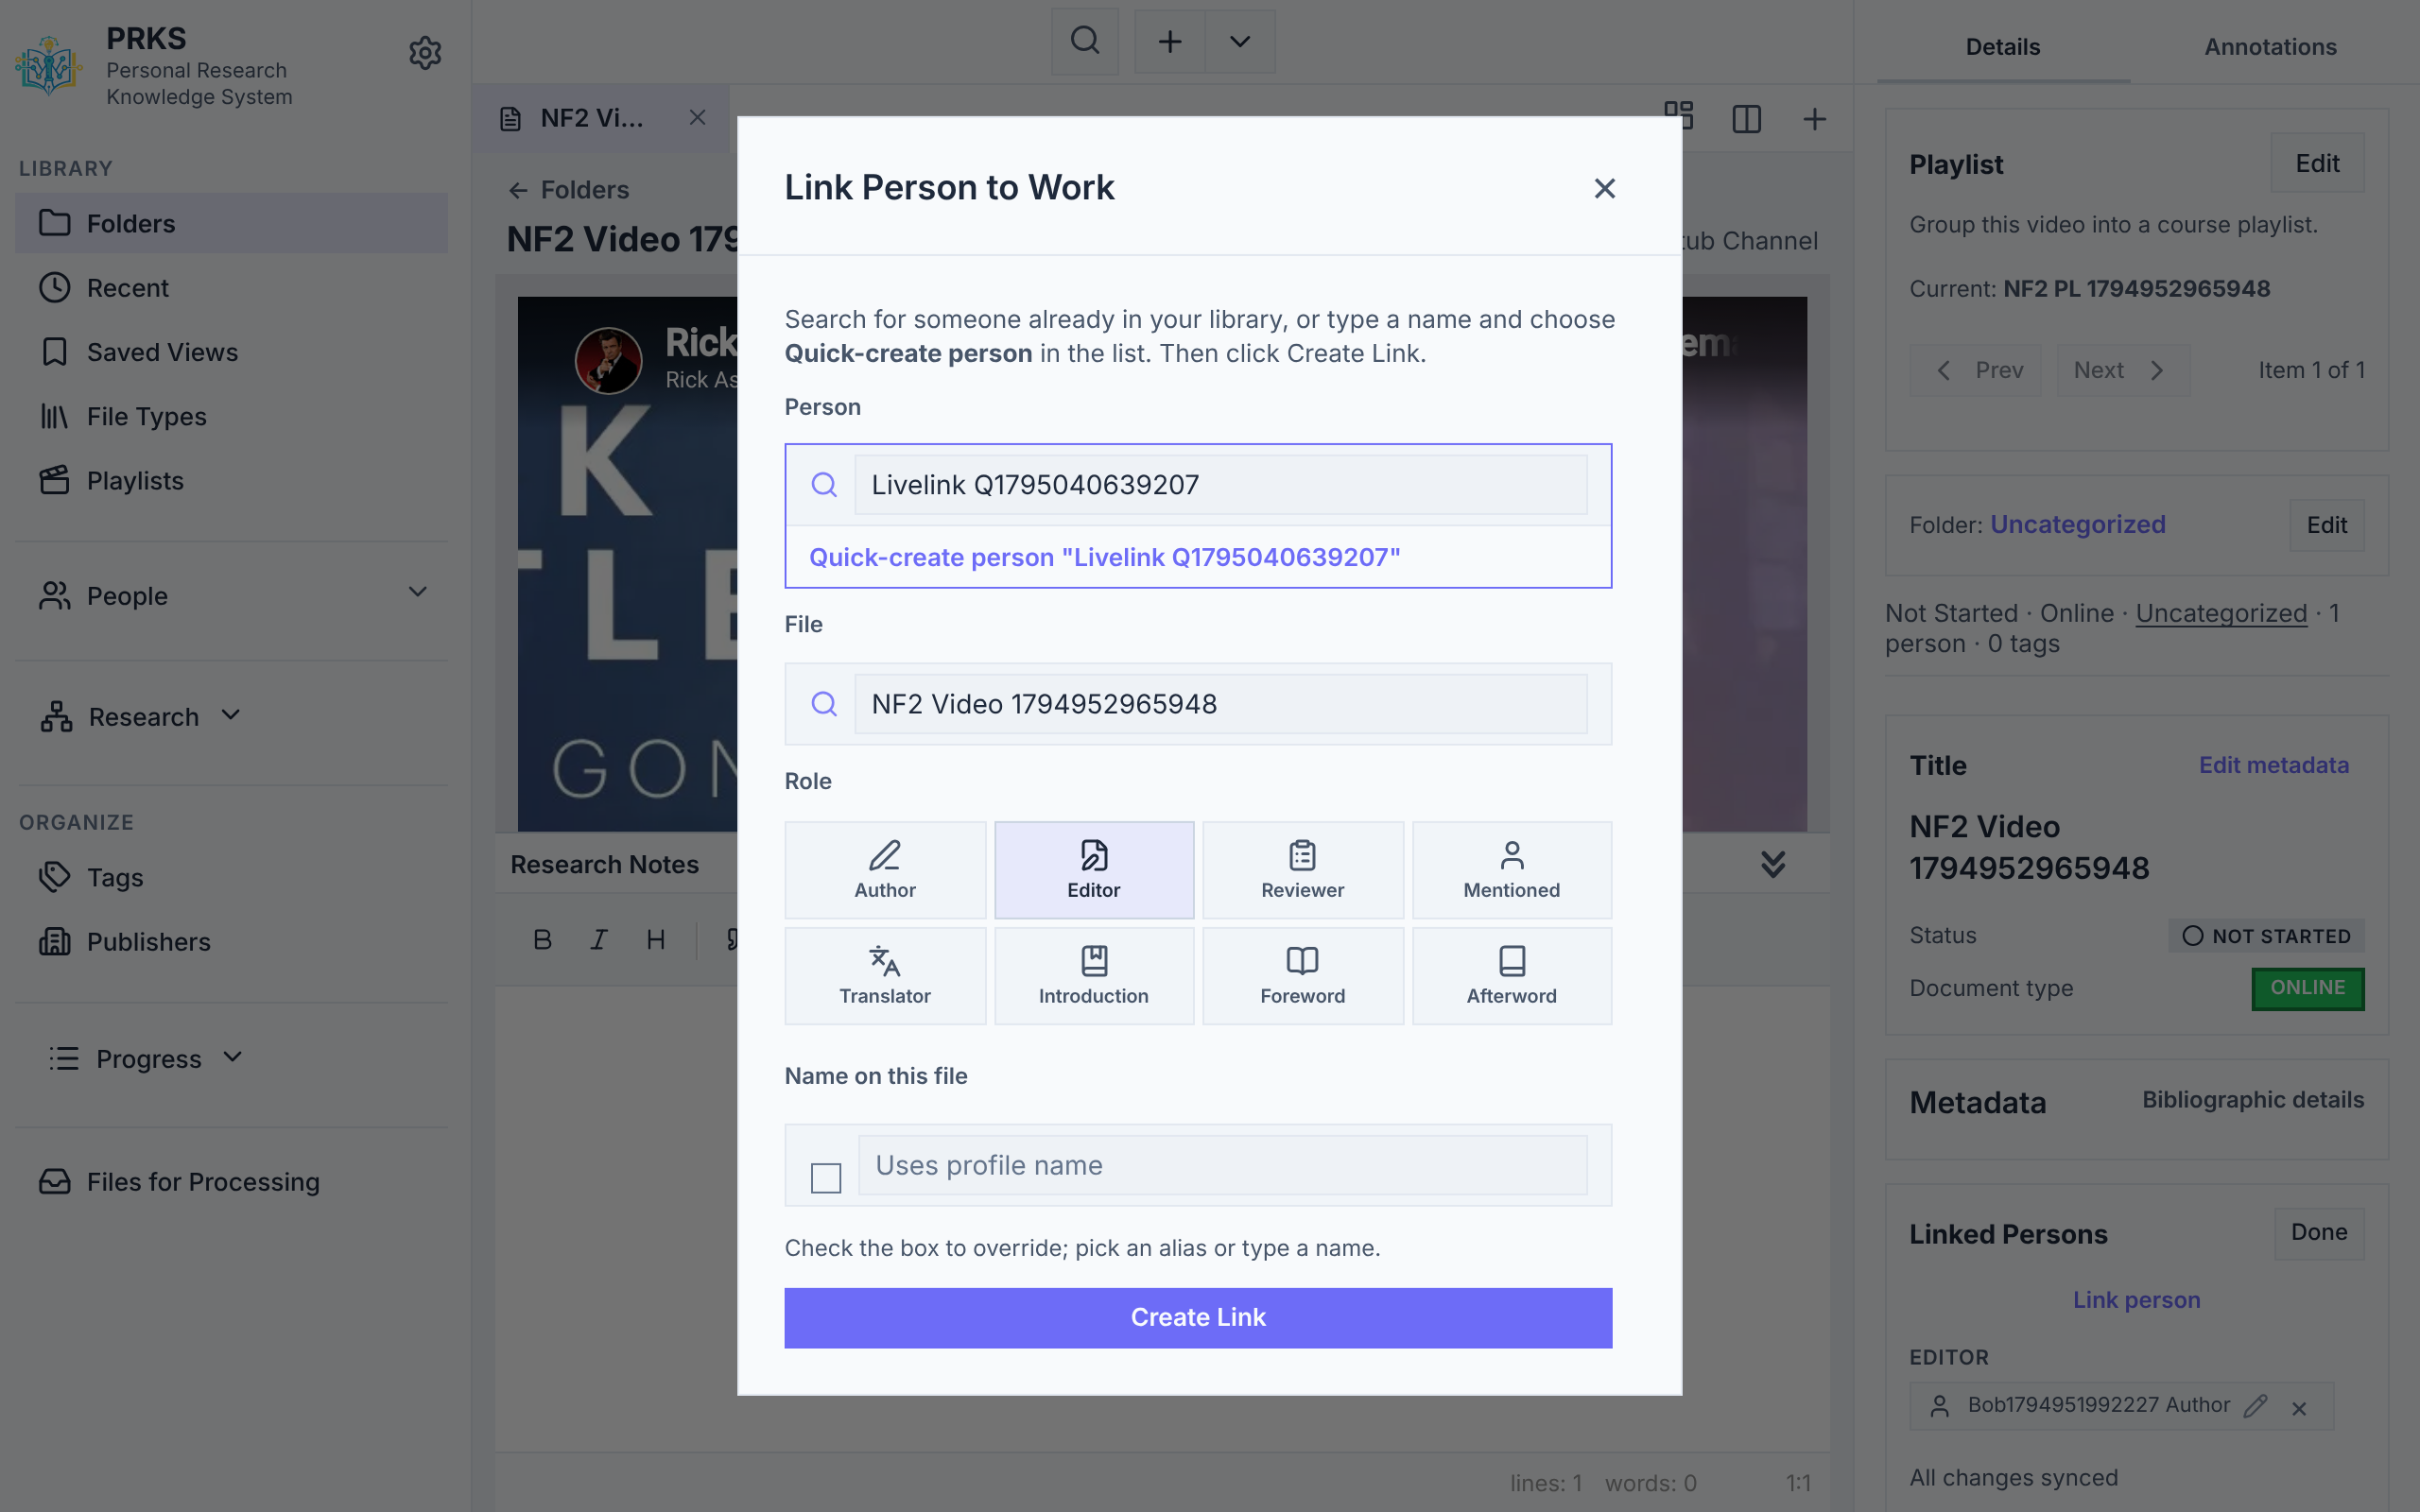 PRKS
Personal Research
Knowledge System
LIBRARY
Folders
Recent
Saved Views
File Types
Playlists
People
Research
ORGANIZE
Tags
Publishers
Progress
Files for Processing
NF2 Vi...
Folders
NF2 Video 179
ub Channel
Rick
Rick As
K
TLE
GON
Research Notes
B I H
lines: 1 words: 0 1:1
Link Person to Work
Search for someone already in your library, or type a name and choose
Quick-create person in the list. Then click Create Link.
Person
Livelink Q1795040639207
Quick-create person "Livelink Q1795040639207"
File
NF2 Video 1794952965948
Role
Author Editor Reviewer Mentioned
Translator Introduction Foreword Afterword
Name on this file
Uses profile name
Check the box to override; pick an alias or type a name.
Create Link
Details Annotations
Playlist Edit
Group this video into a course playlist.
Current: NF2 PL 1794952965948
Prev Next Item 1 of 1
Folder: Uncategorized Edit
Not Started · Online · Uncategorized · 1
person · 0 tags
Title Edit metadata
NF2 Video
1794952965948
Status NOT STARTED
Document type ONLINE
Metadata Bibliographic details
Linked Persons Done
Link person
EDITOR
Bob1794951992227 Author
All changes synced